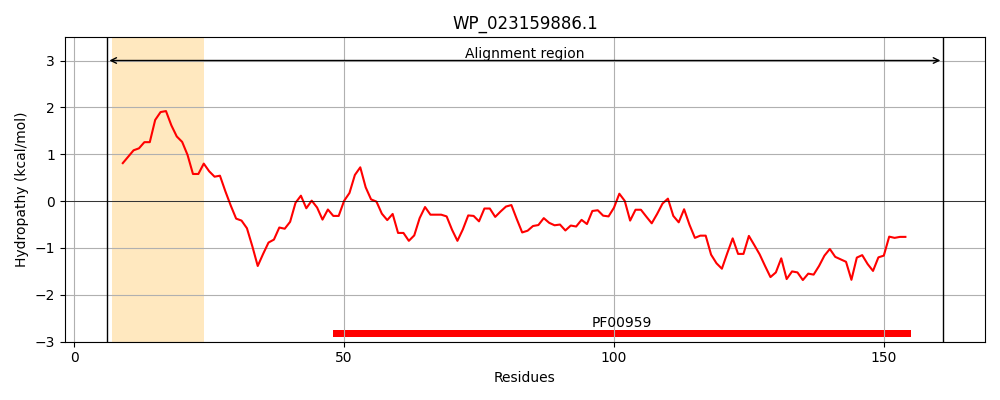 WP_023159886.1
Alignment region
3
2
1
0
−1
−2
−3
Hydropathy (kcal/mol)
PF00959
0
50
100
150
Residues